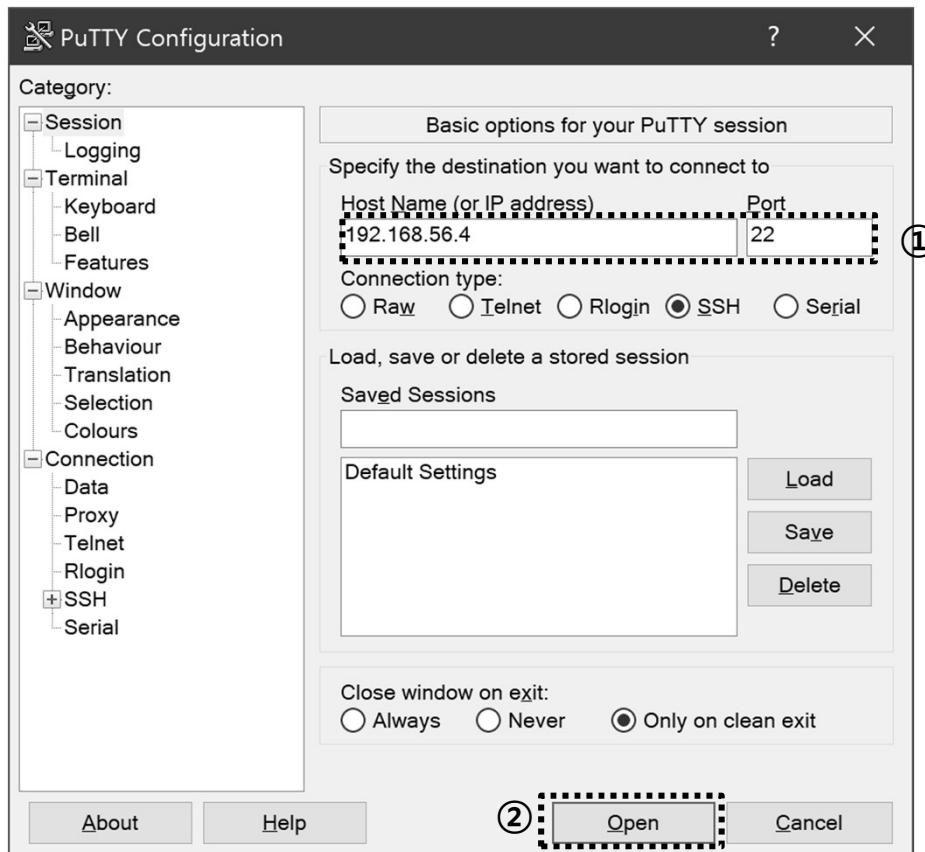 PuTTY Configuration ? ×
Category:
Session
Logging
Terminal
Keyboard
Bell
Features
Window
Appearance
Behaviour
Translation
Selection
Colours
Connection
Data
Proxy
Telnet
Rlogin
SSH
Serial
Basic options for your PuTTY session
Specify the destination you want to connect to
Host Name (or IP address) Port
192.168.56.4 22 ①
Connection type:
Raw Telnet Rlogin SSH Serial
Load, save or delete a stored session
Saved Sessions
Default Settings
Load
Save
Delete
Close window on exit:
Always Never Only on clean exit
About Help ② Open Cancel